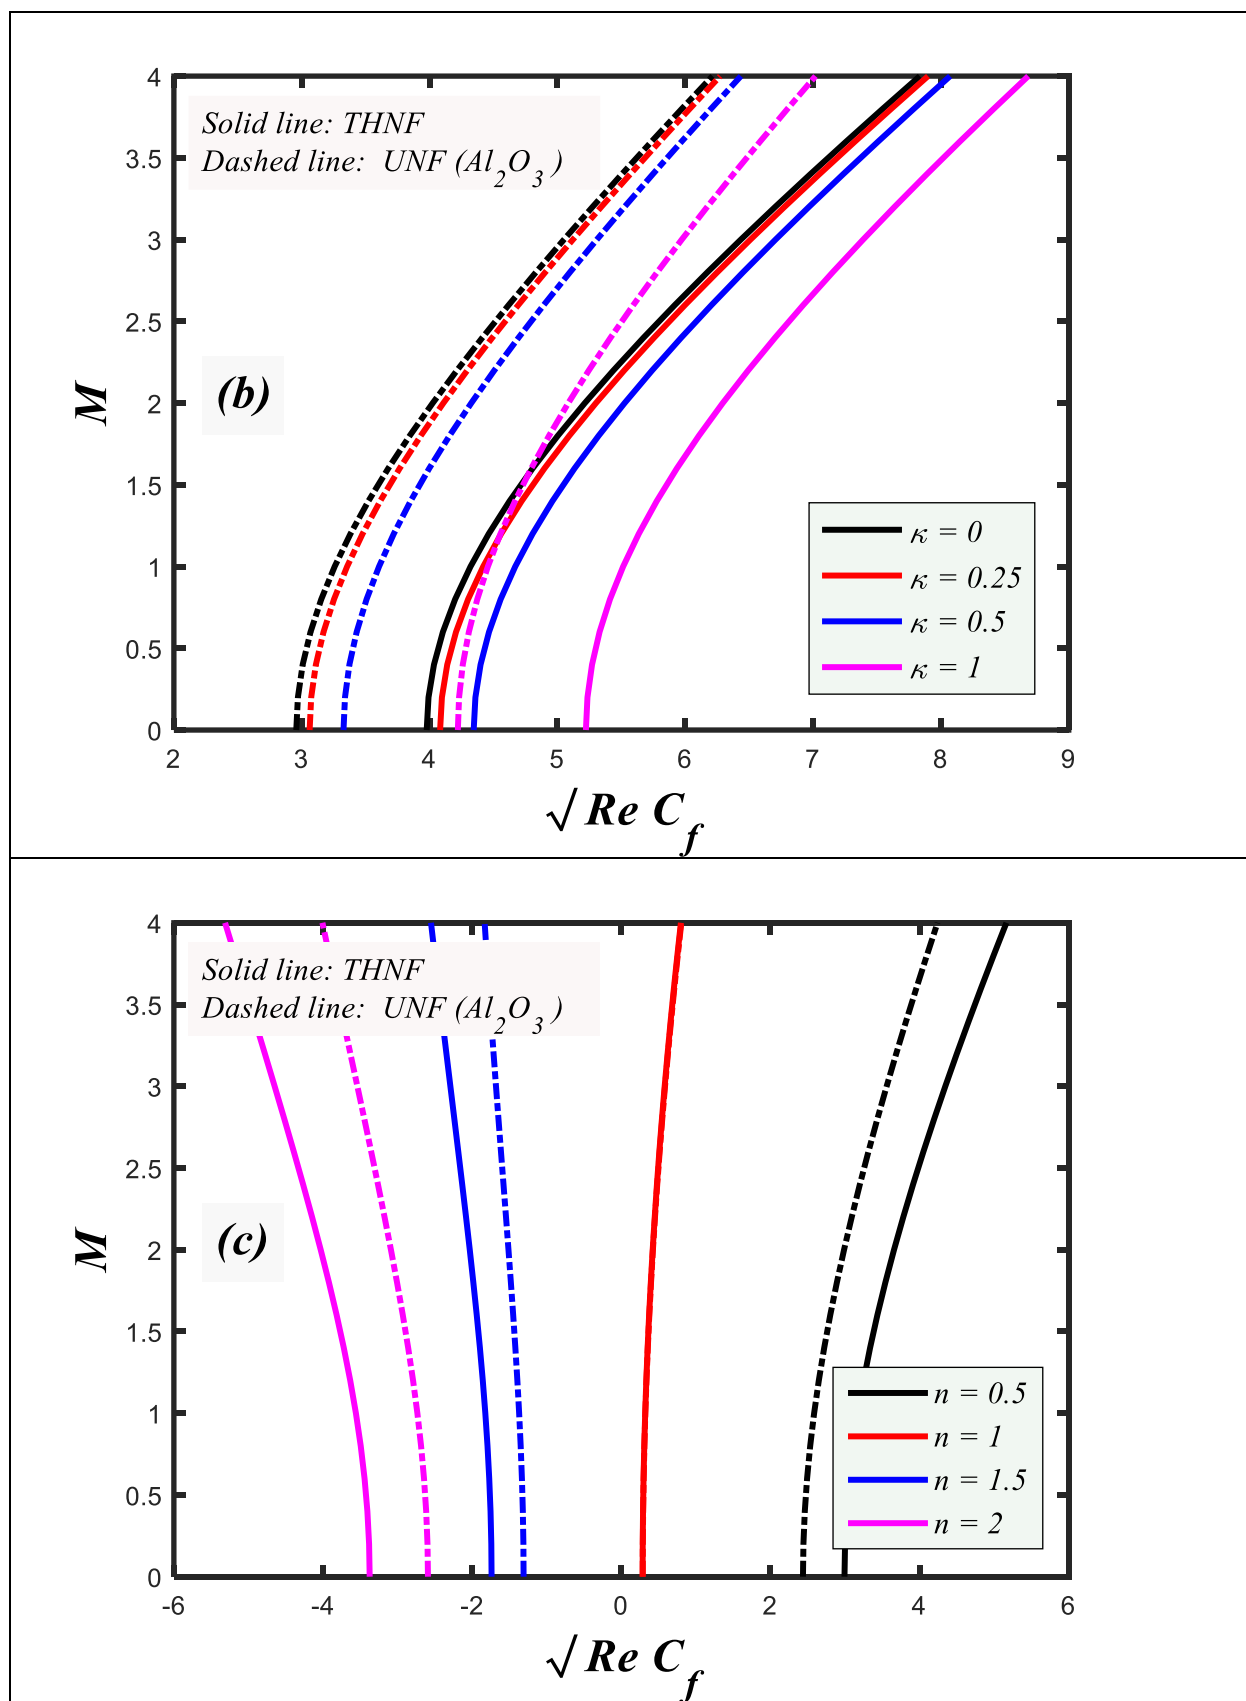 4
3.5
3
2.5
2
1.5
1
0.5
0
M
Solid line: THNF
Dashed line: UNF (Al₂O₃)
(b)
κ = 0
κ = 0.25
κ = 0.5
κ = 1
2 3 4 5 6 7 8 9
√ Re C_f
4
3.5
3
2.5
2
1.5
1
0.5
0
M
Solid line: THNF
Dashed line: UNF (Al₂O₃)
(c)
n = 0.5
n = 1
n = 1.5
n = 2
-6 -4 -2 0 2 4 6
√ Re C_f